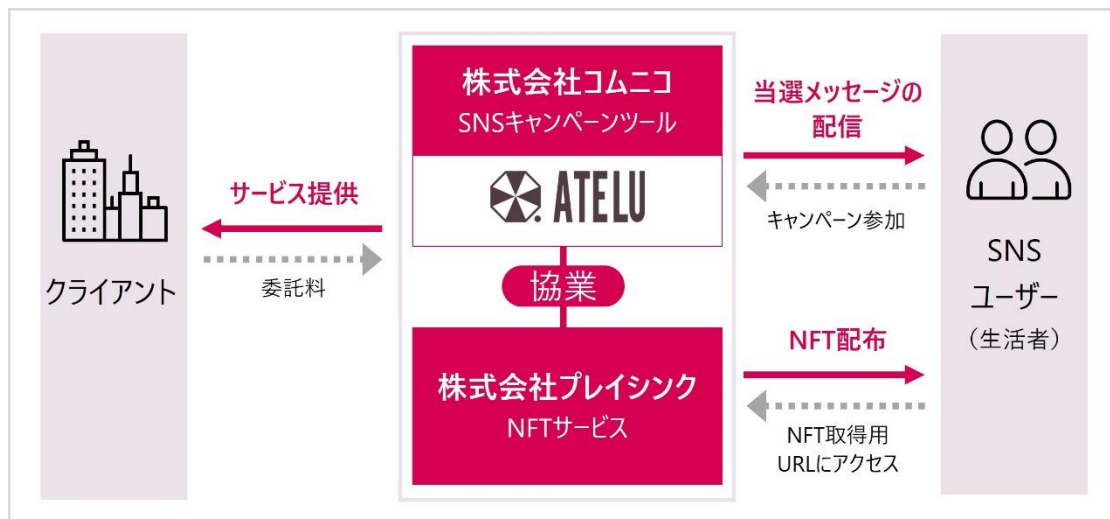 クライアント
サービス提供
委託料
株式会社コムニコ
SNSキャンペーンツール
ATELU
協業
株式会社プレイシンク
NFTサービス
当選メッセージの
配信
キャンペーン参加
NFT配布
NFT取得用
URLにアクセス
SNS
ユーザー
（生活者）